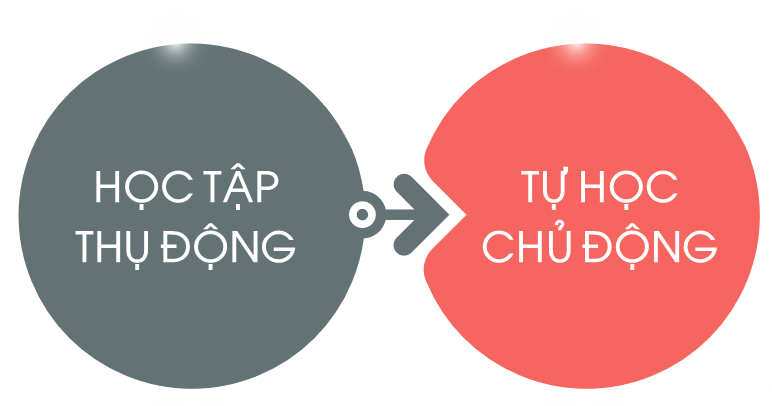 HỌC TẬP
THỤ ĐỘNG
TỰ HỌC
CHỦ ĐỘNG